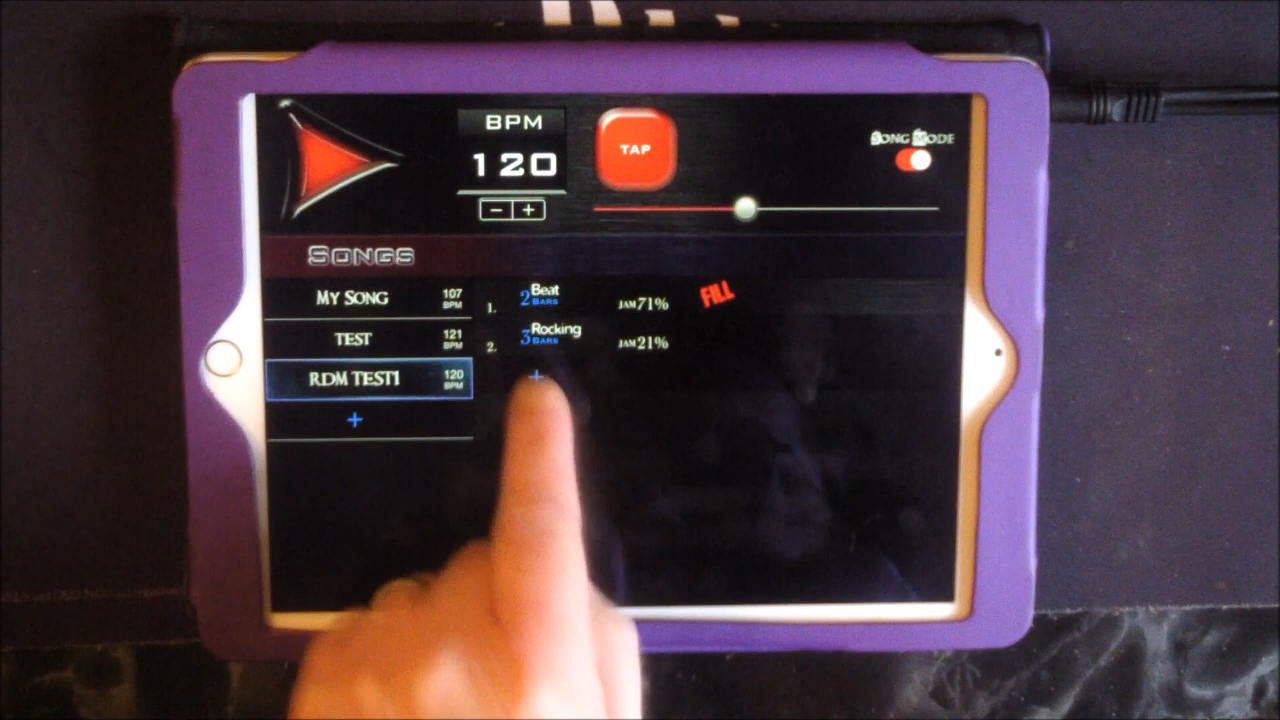 BPM
120
TAP
SONG MODE
− +
SONGS
MY SONG 107 BPM
TEST 121 BPM
RDM TEST1 120 BPM
+
1. 2 Beat BARS JAM 71% FILL
2. 3 Rocking BARS JAM 21%
+